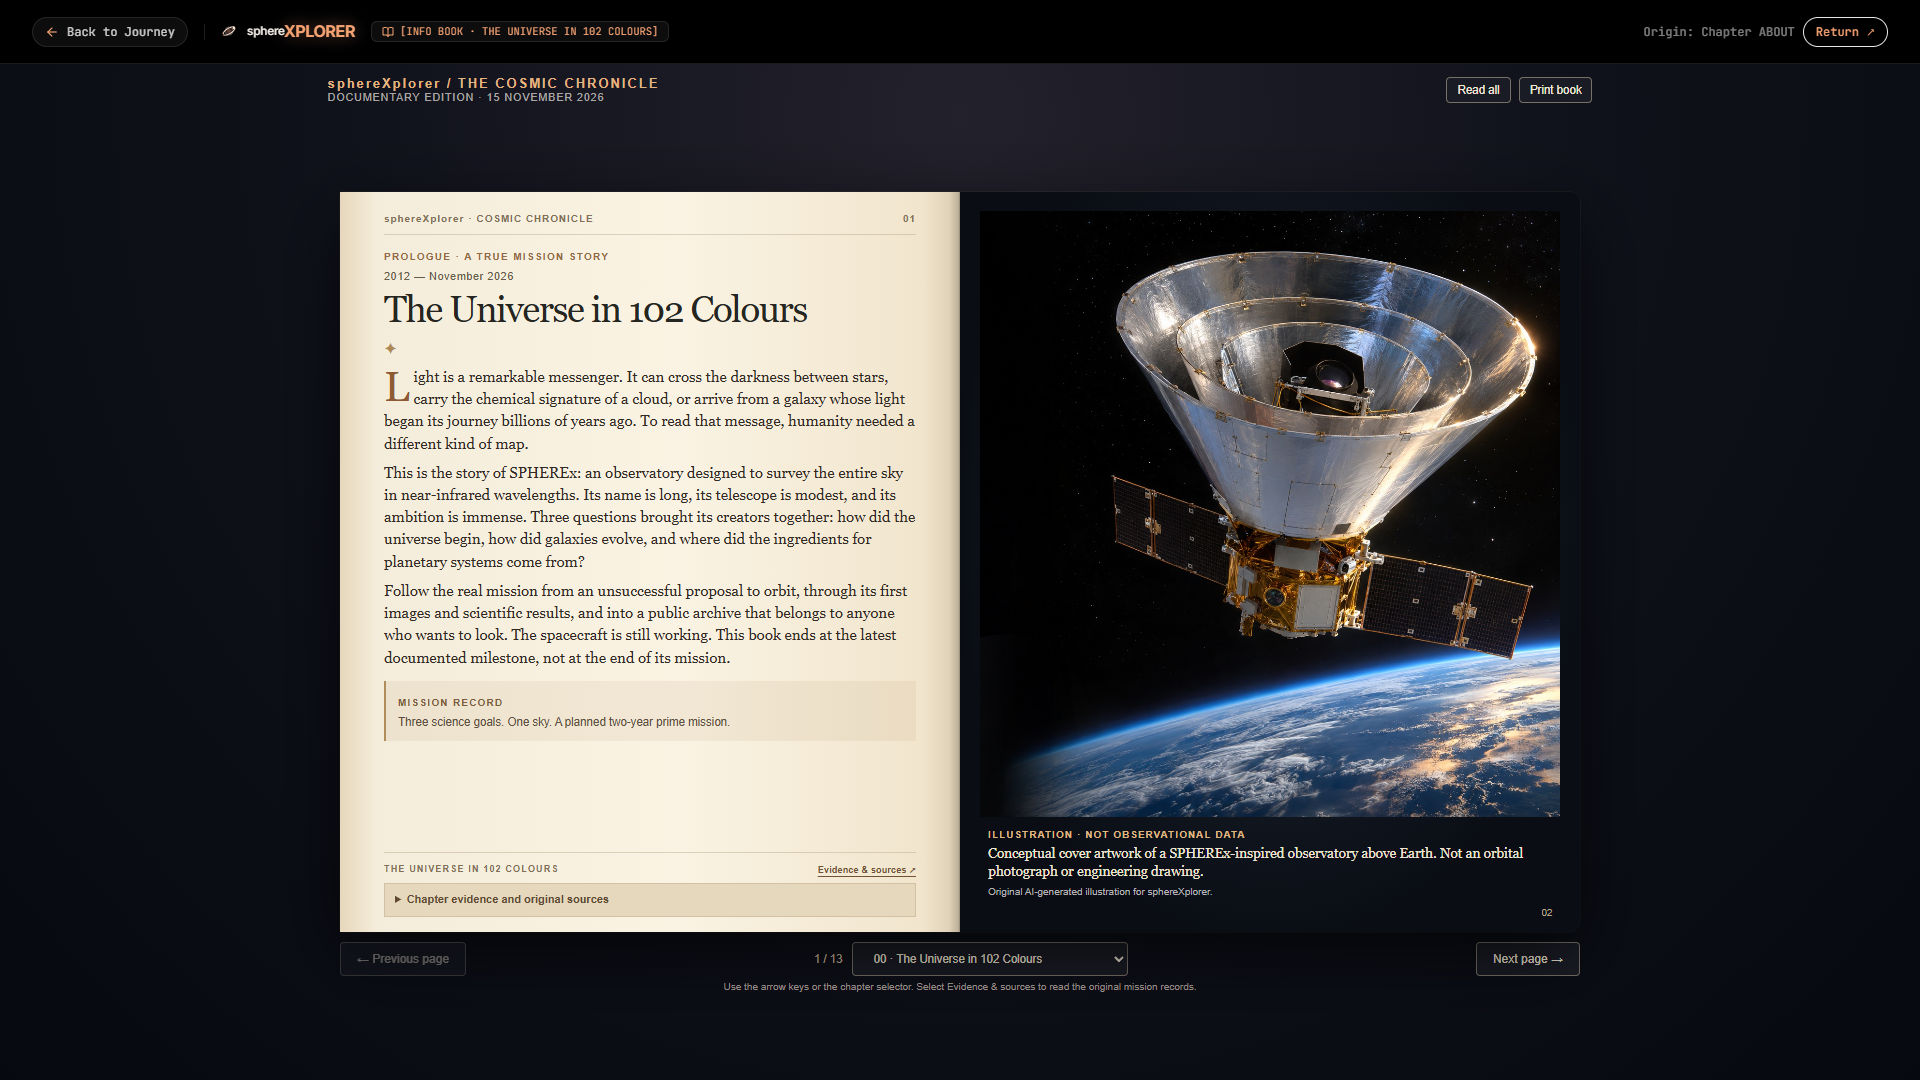 ← Back to Journey
sphereXPLORER
[INFO BOOK · THE UNIVERSE IN 102 COLOURS]
Origin: Chapter ABOUT
Return ↗
sphereXplorer / THE COSMIC CHRONICLE
DOCUMENTARY EDITION · 15 NOVEMBER 2026
Read all
Print book
sphereXplorer · COSMIC CHRONICLE
01
PROLOGUE · A TRUE MISSION STORY
2012 — November 2026
The Universe in 102 Colours
✦
Light is a remarkable messenger. It can cross the darkness between stars,
carry the chemical signature of a cloud, or arrive from a galaxy whose light
began its journey billions of years ago. To read that message, humanity needed a
different kind of map.
This is the story of SPHEREx: an observatory designed to survey the entire sky
in near-infrared wavelengths. Its name is long, its telescope is modest, and its
ambition is immense. Three questions brought its creators together: how did the
universe begin, how did galaxies evolve, and where did the ingredients for
planetary systems come from?
Follow the real mission from an unsuccessful proposal to orbit, through its first
images and scientific results, and into a public archive that belongs to anyone
who wants to look. The spacecraft is still working. This book ends at the latest
documented milestone, not at the end of its mission.
MISSION RECORD
Three science goals. One sky. A planned two-year prime mission.
THE UNIVERSE IN 102 COLOURS
Evidence & sources ↗
▶ Chapter evidence and original sources
ILLUSTRATION · NOT OBSERVATIONAL DATA
Conceptual cover artwork of a SPHEREx-inspired observatory above Earth. Not an orbital
photograph or engineering drawing.
Original AI-generated illustration for sphereXplorer.
02
← Previous page
1 / 13
00 · The Universe in 102 Colours
Next page →
Use the arrow keys or the chapter selector. Select Evidence & sources to read the original mission records.